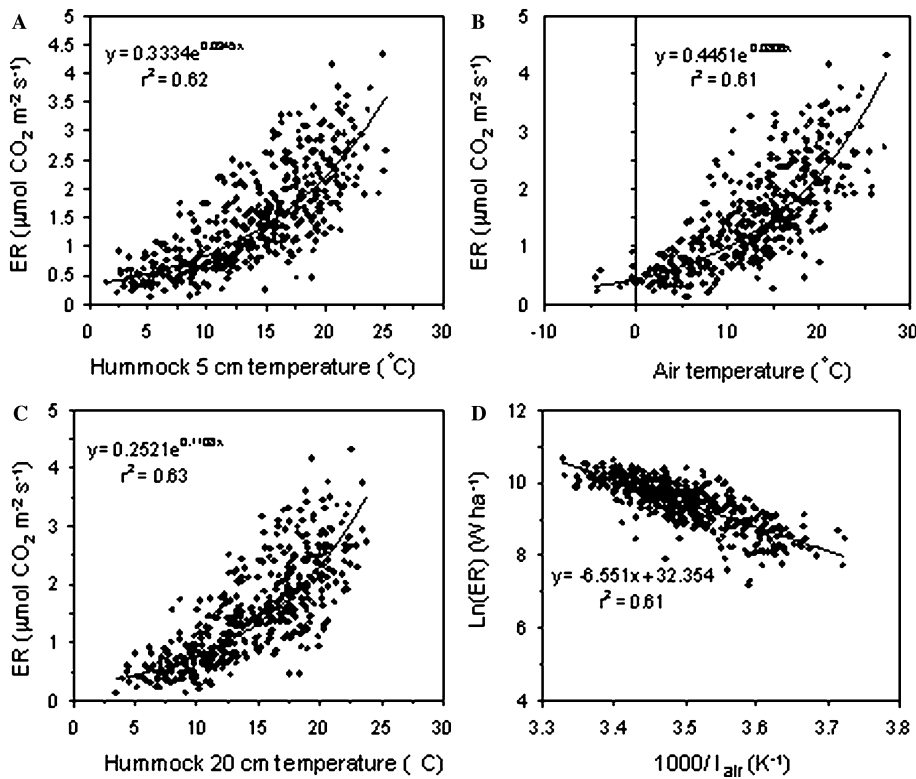 A
5
4.5
4
3.5
3
2.5
2
1.5
1
0.5
0
y = 0.3334e
r² = 0.62
ER (µmol CO₂ m⁻² s⁻¹)
0 5 10 15 20 25 30
Hummock 5 cm temperature (°C)
B
5
4
3
2
1
0
y = 0.4451e
r² = 0.61
ER (µmol CO₂ m⁻² s⁻¹)
-10 0 10 20 30
Air temperature (°C)
C
5
4
3
2
1
0
y = 0.2521e
r² = 0.63
ER (µmol CO₂ m⁻² s⁻¹)
0 5 10 15 20 25 30
Hummock 20 cm temperature ( C)
D
12
10
8
6
4
y = -6.551x + 32.354
r² = 0.61
Ln(ER) (W ha⁻¹)
3.3 3.4 3.5 3.6 3.7 3.8
1000/T air (K⁻¹)